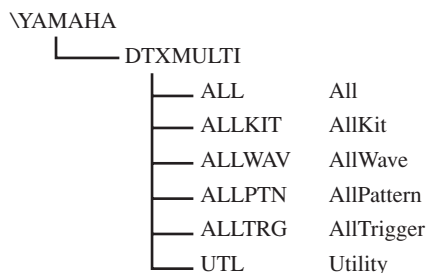 \YAMAHA
DTXMULTI
ALL All
ALLKIT AllKit
ALLWAV AllWave
ALLPTN AllPattern
ALLTRG AllTrigger
UTL Utility